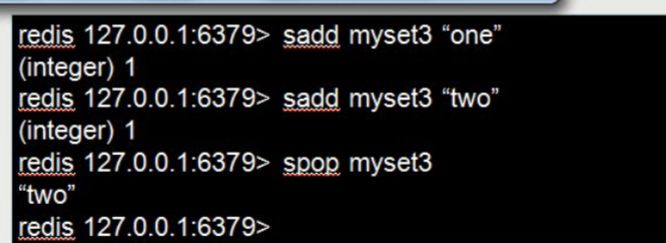 redis 127.0.0.1:6379> sadd myset3 “one”
(integer) 1
redis 127.0.0.1:6379> sadd myset3 “two”
(integer) 1
redis 127.0.0.1:6379> spop myset3
“two”
redis 127.0.0.1:6379>